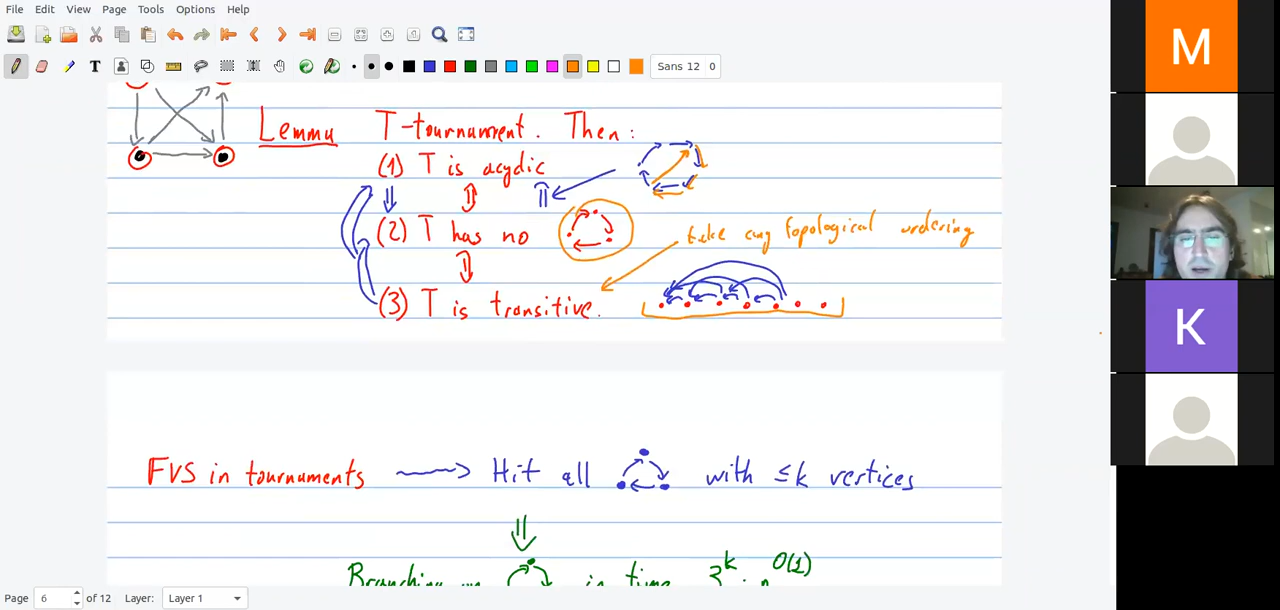 File Edit View Page Tools Options Help
Sans 12 0
M
Lemma T-tournament. Then:
(1) T is acyclic
(2) T has no
take any topological ordering
(3) T is transitive.
K
FVS in tournaments Hit all with ≤k vertices
Branching on in time 3^k · n^O(1)
Page 6 of 12 Layer: Layer 1